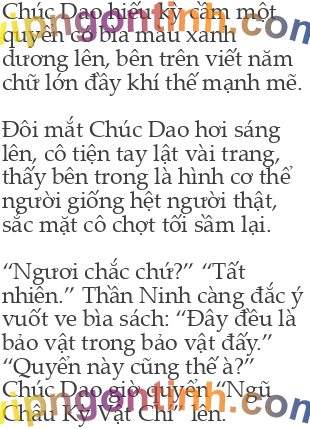 Chúc Dao hiếu kỳ cầm một
quyển có bìa màu xanh
dương lên, bên trên viết năm
chữ lớn đầy khí thế mạnh mẽ.
Đôi mắt Chúc Dao hơi sáng
lên, cô tiện tay lật vài trang,
thấy bên trong là hình cơ thể
người giống hệt người thật,
sắc mặt cô chợt tối sầm lại.
“Ngươi chắc chứ?” “Tất
nhiên.” Thần Ninh càng đắc ý
vuốt ve bìa sách: “Đây đều là
bảo vật trong bảo vật đấy.”
“Quyển này cũng thế à?”
Chúc Dao giờ quyển “Ngũ
Châu Kỳ Vật Chí” lên.
vipngontinh.com
vipngontinh.com